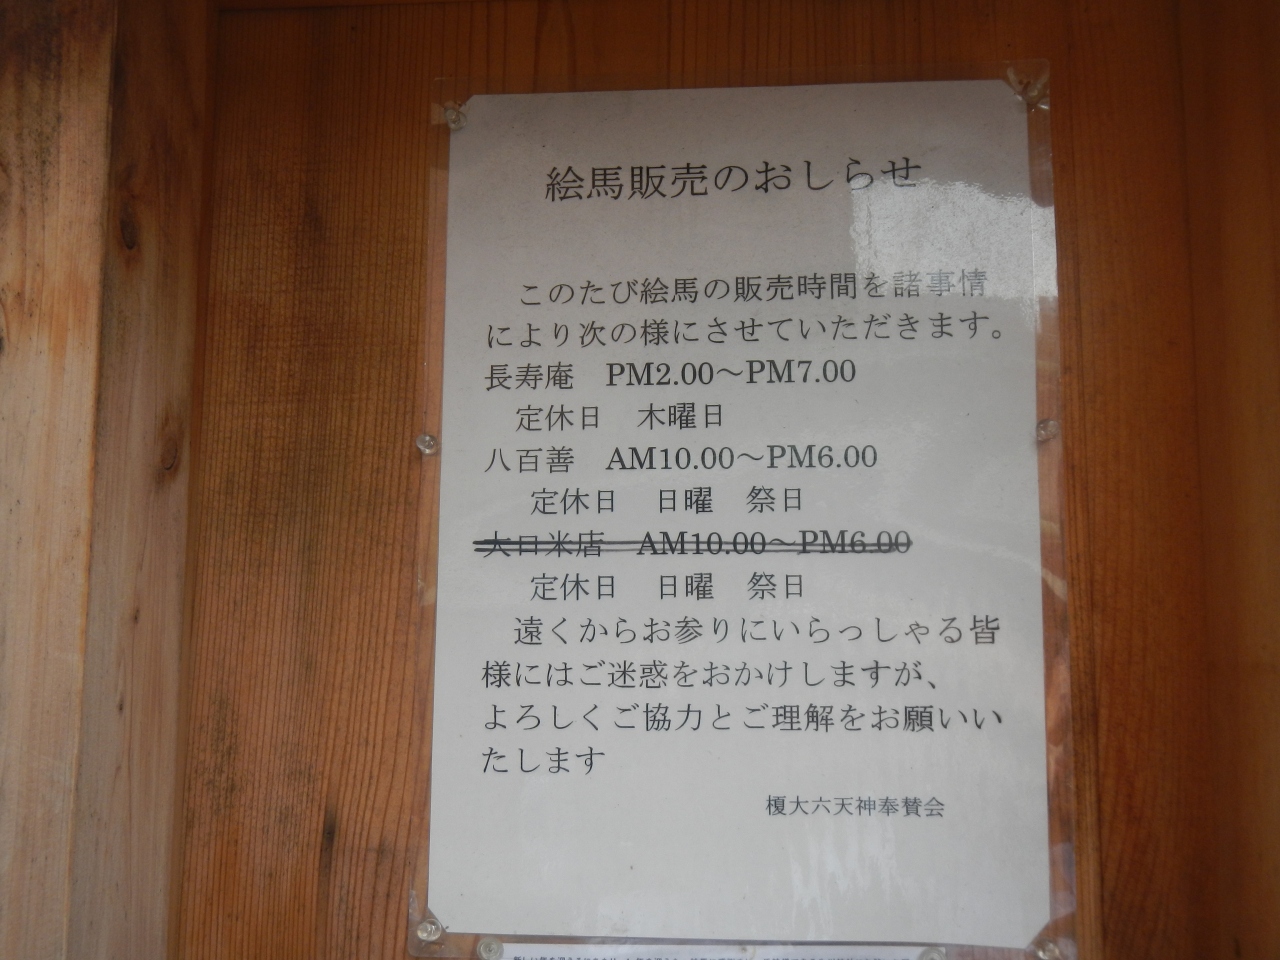 絵馬販売のおしらせ
このたび絵馬の販売時間を諸事情
により次の様にさせていただきます。
長寿庵　PM2.00～PM7.00
定休日　木曜日
八百善　AM10.00～PM6.00
定休日　日曜　祭日
大口米店　AM10.00～PM6.00
定休日　日曜　祭日
遠くからお参りにいらっしゃる皆
様にはご迷惑をおかけしますが、
よろしくご協力とご理解をお願いい
たします
榎大六天神奉賛会